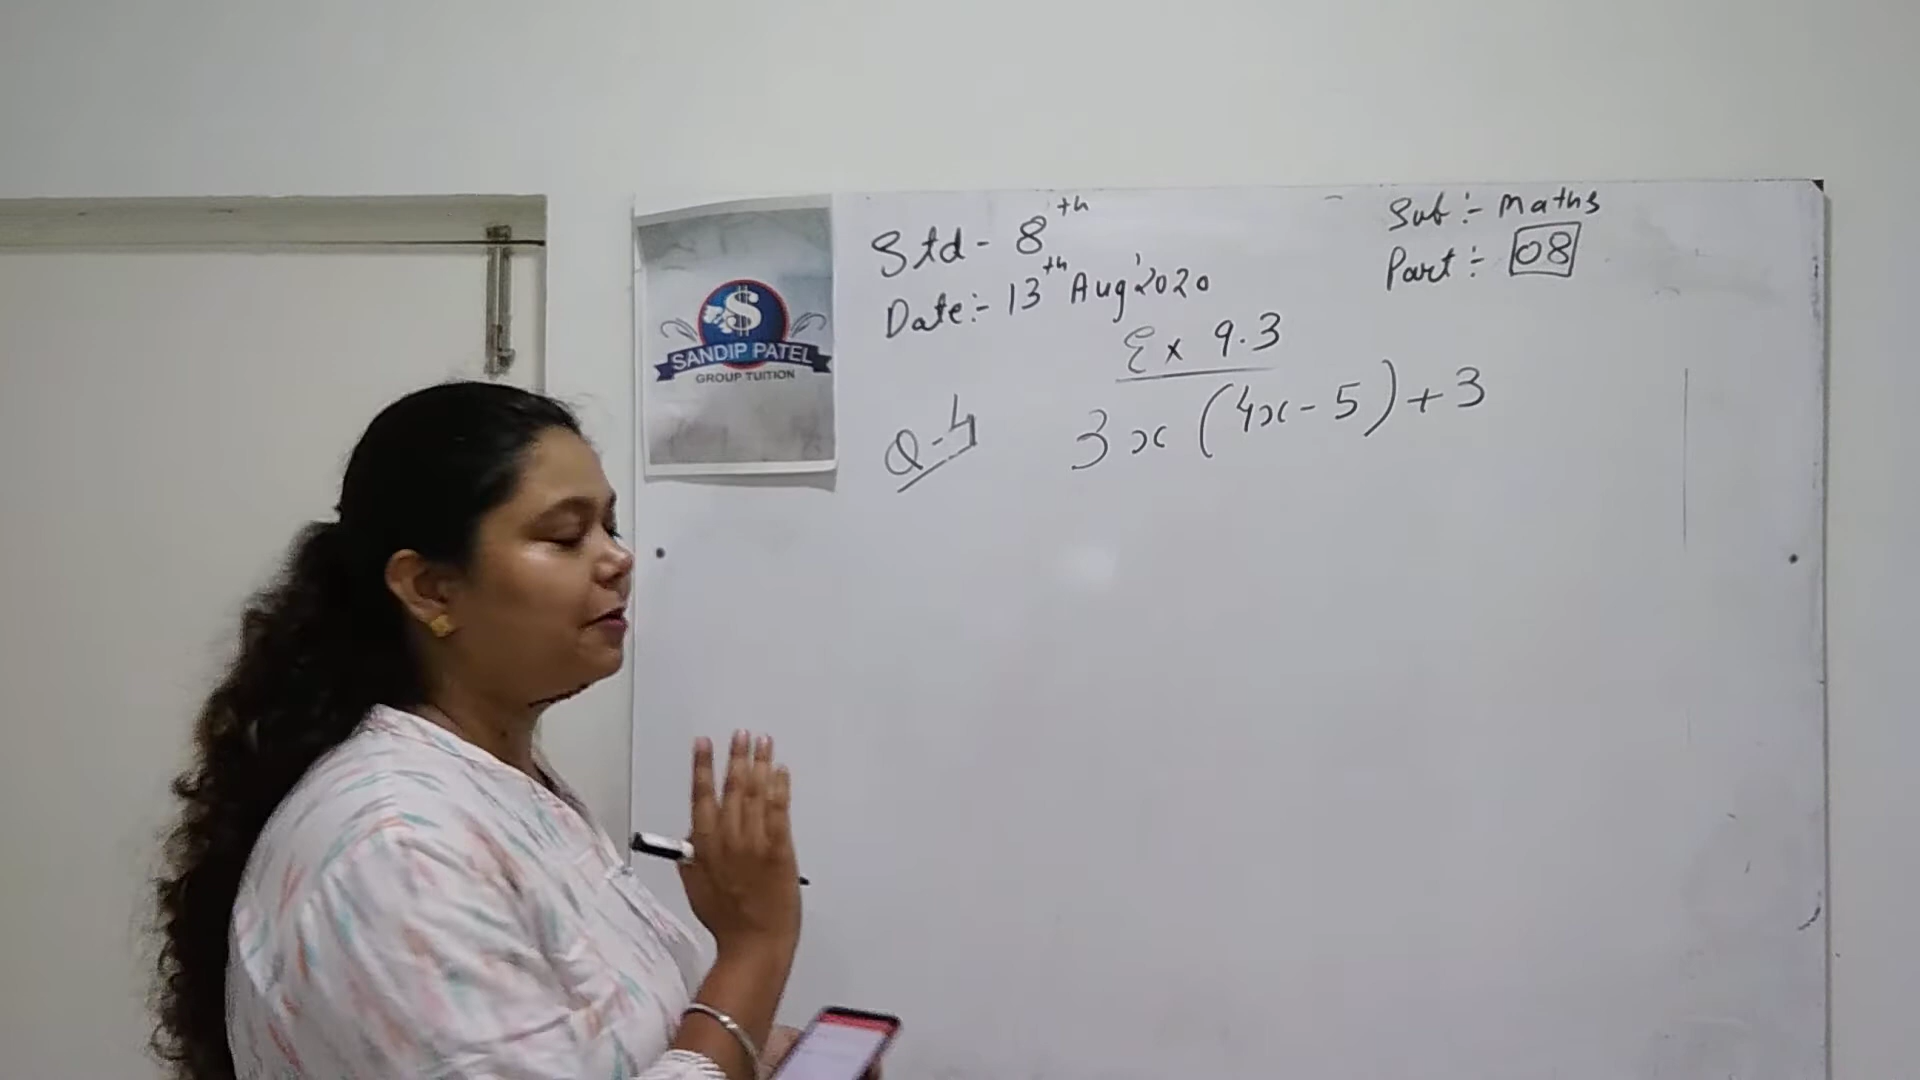 $
SANDIP PATEL
GROUP TUITION
Std - 8th
Date :- 13th Aug'2020
Sub :- Maths
Part :- 08
Ex 9.3
Q-4 3x (4x - 5) + 3